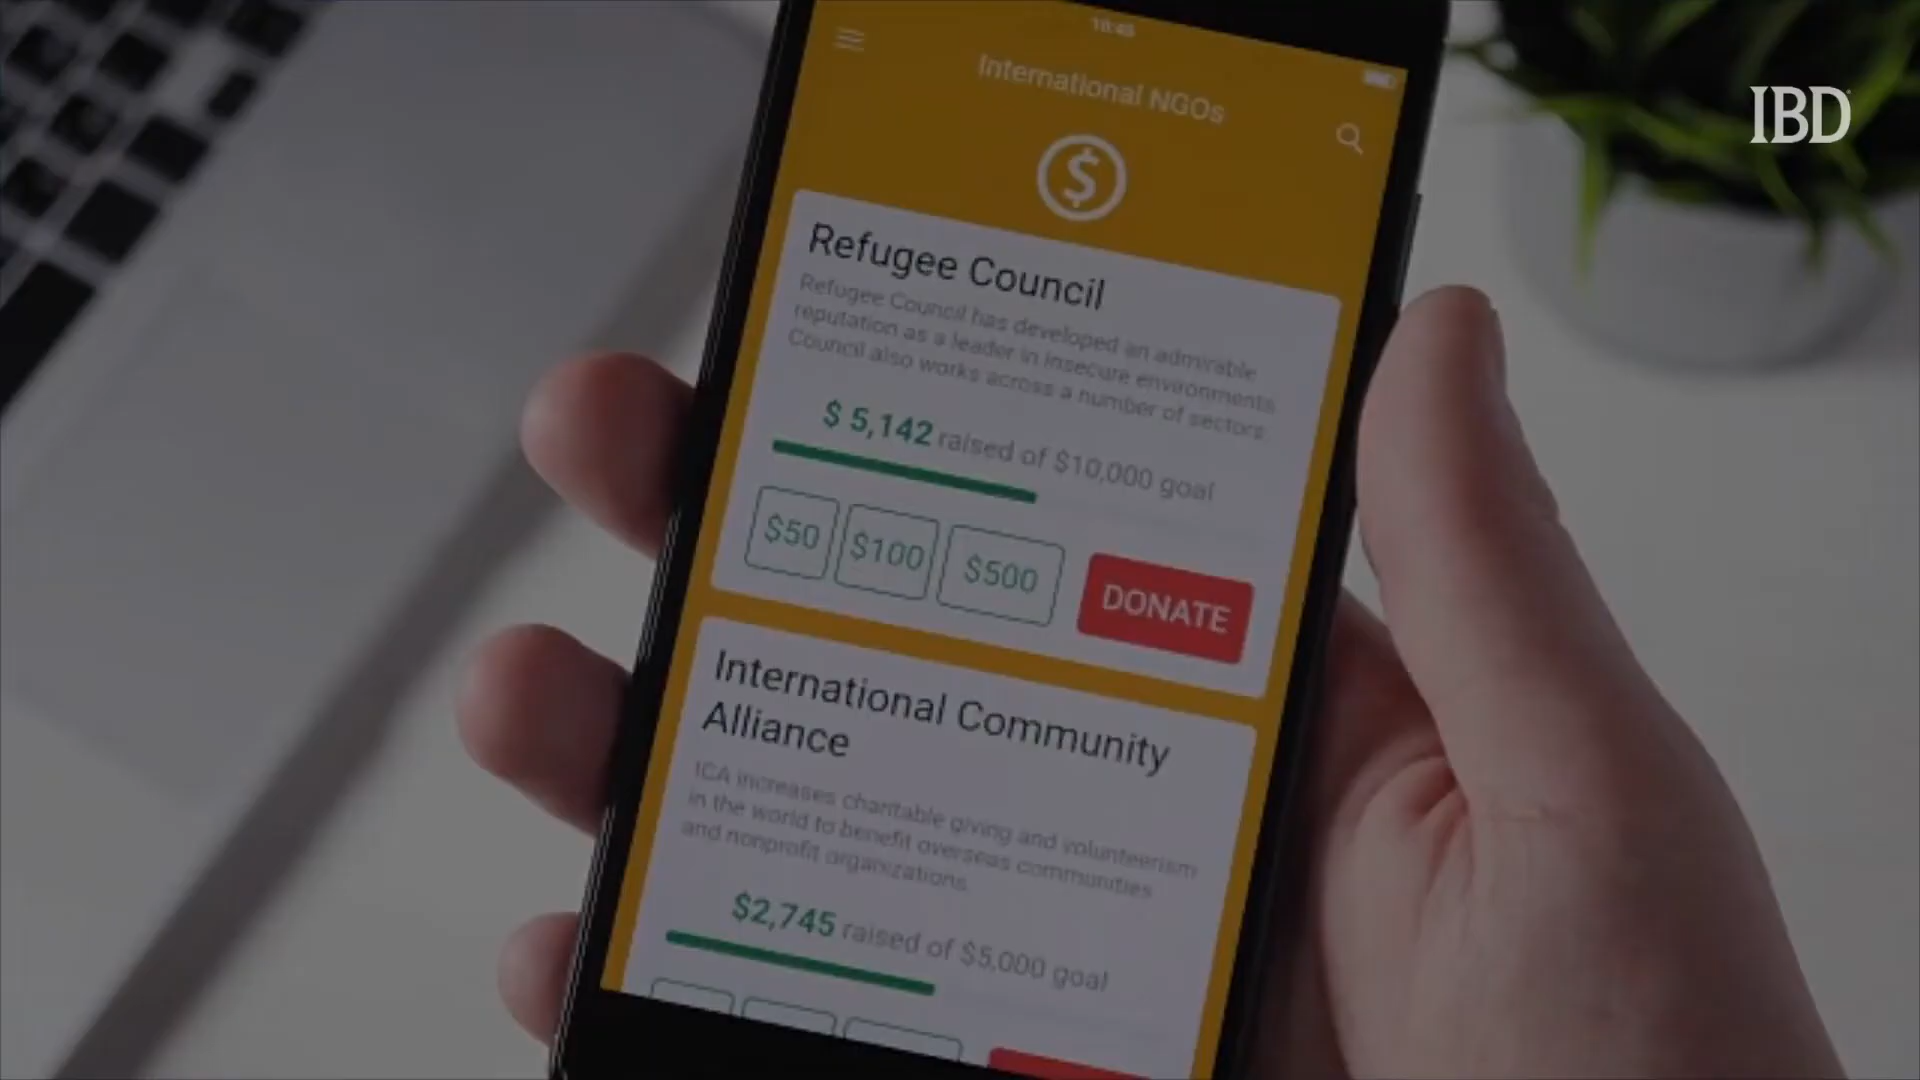 18:45
International NGOs
IBD
$
Refugee Council
Refugee Council has developed an admirable
reputation as a leader in insecure environments
Council also works across a number of sectors
$ 5,142 raised of $10,000 goal
$50 $100 $500 DONATE
International Community
Alliance
ICA increases charitable giving and volunteerism
in the world to benefit overseas communities
and nonprofit organizations.
$2,745 raised of $5,000 goal